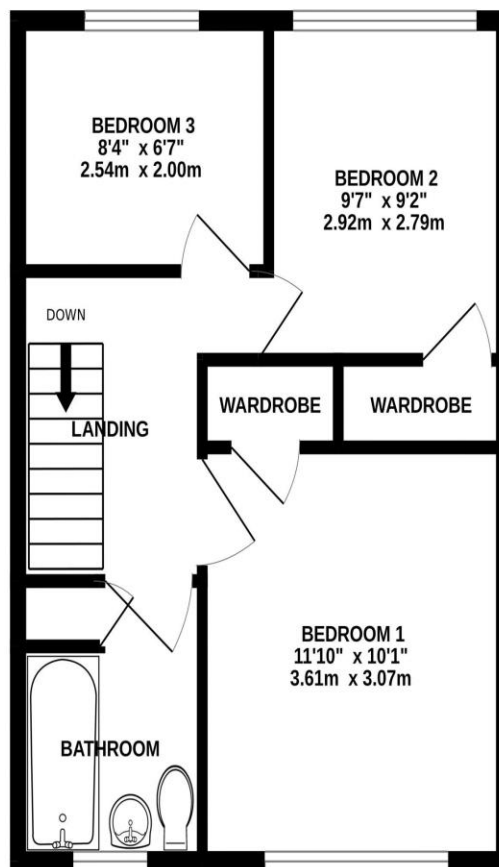 BEDROOM 3
8'4" x 6'7"
2.54m x 2.00m
BEDROOM 2
9'7" x 9'2"
2.92m x 2.79m
DOWN
LANDING
WARDROBE
WARDROBE
BEDROOM 1
11'10" x 10'1"
3.61m x 3.07m
BATHROOM